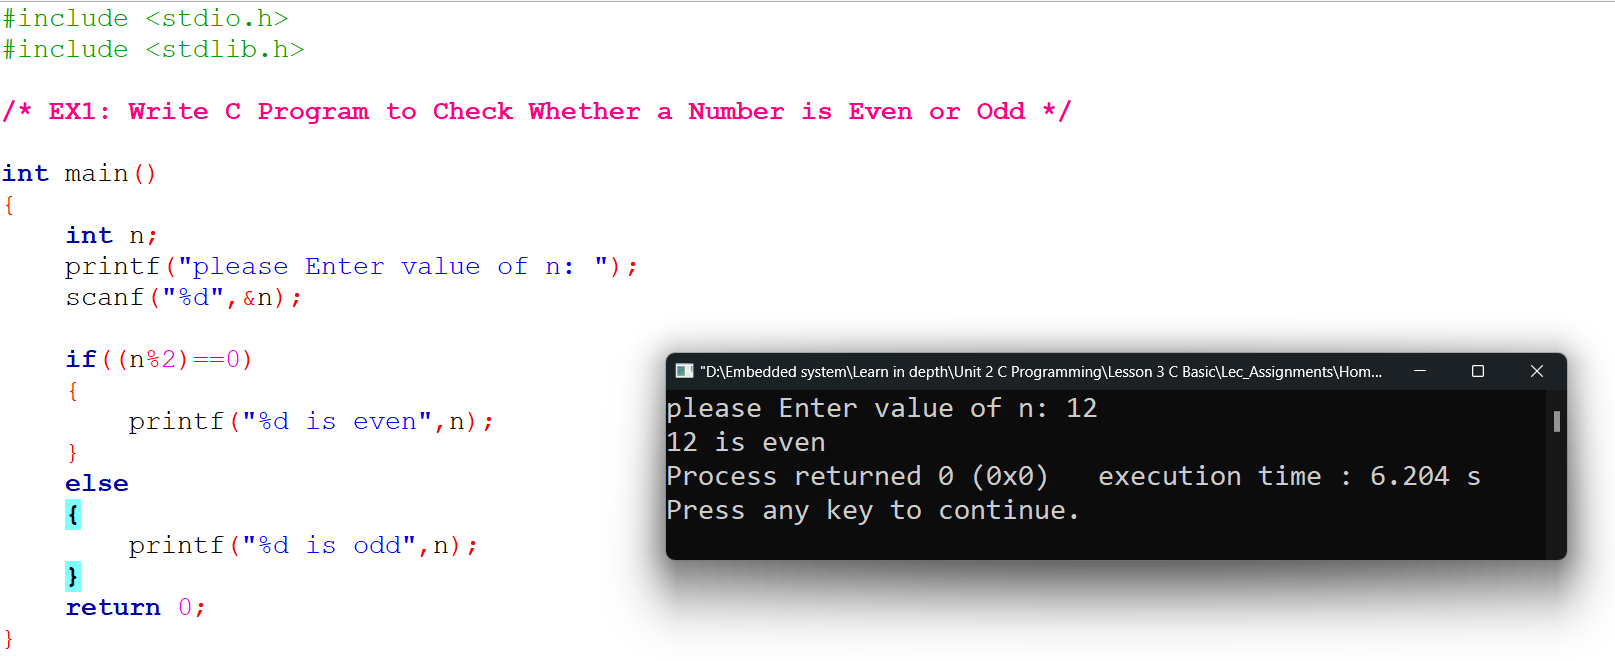 #include <stdio.h>
#include <stdlib.h>
/* EX1: Write C Program to Check Whether a Number is Even or Odd */
int main()
{
int n;
printf("please Enter value of n: ");
scanf("%d",&n);
if((n%2)==0)
{
printf("%d is even",n);
}
else
{
printf("%d is odd",n);
}
return 0;
}
"D:\Embedded system\Learn in depth\Unit 2 C Programming\Lesson 3 C Basic\Lec_Assignments\Hom...
please Enter value of n: 12
12 is even
Process returned 0 (0x0)   execution time : 6.204 s
Press any key to continue.